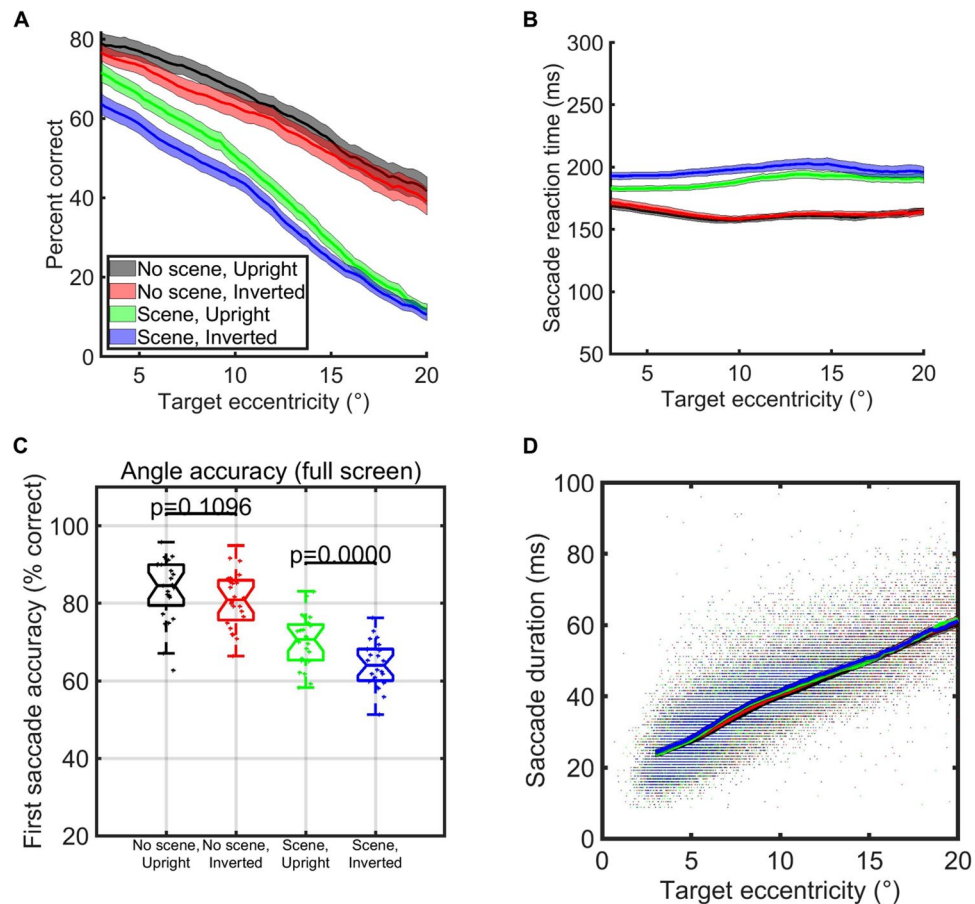 A
80
60
40
20
0
Percent correct
No scene, Upright
No scene, Inverted
Scene, Upright
Scene, Inverted
5 10 15 20
Target eccentricity (°)
B
300
250
200
150
100
50
Saccade reaction time (ms)
5 10 15 20
Target eccentricity (°)
C
Angle accuracy (full screen)
p=0.1096
p=0.0000
100
80
60
40
20
First saccade accuracy (% correct)
No scene, No scene, Scene, Scene,
Upright Inverted Upright Inverted
D
100
80
60
40
20
0
Saccade duration (ms)
0 5 10 15 20
Target eccentricity (°)